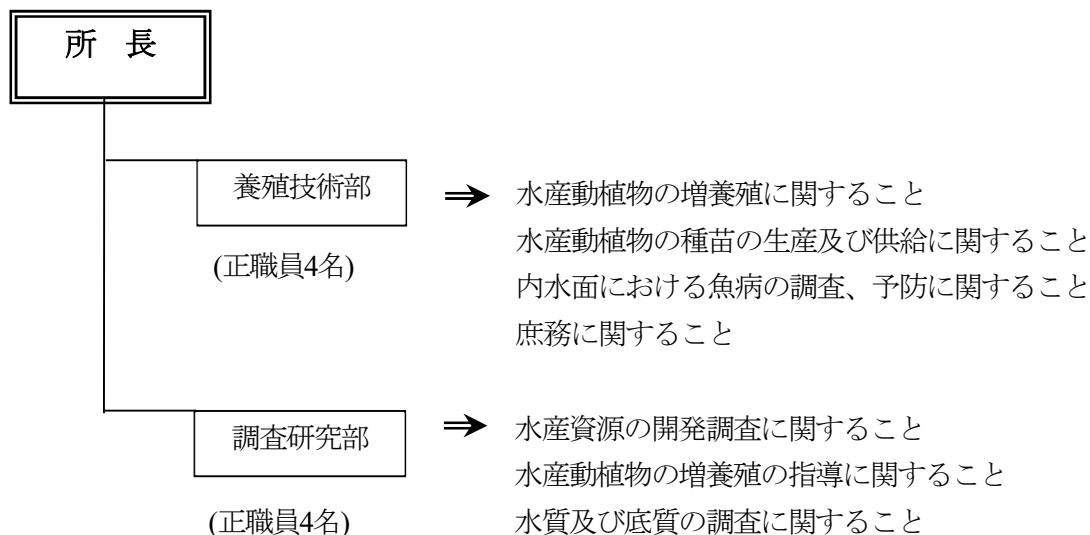 所 長
養殖技術部
(正職員4名)
⇒ 水産動植物の増養殖に関すること
水産動植物の種苗の生産及び供給に関すること
内水面における魚病の調査、予防に関すること
庶務に関すること
調査研究部
(正職員4名)
⇒ 水産資源の開発調査に関すること
水産動植物の増養殖の指導に関すること
水質及び底質の調査に関すること